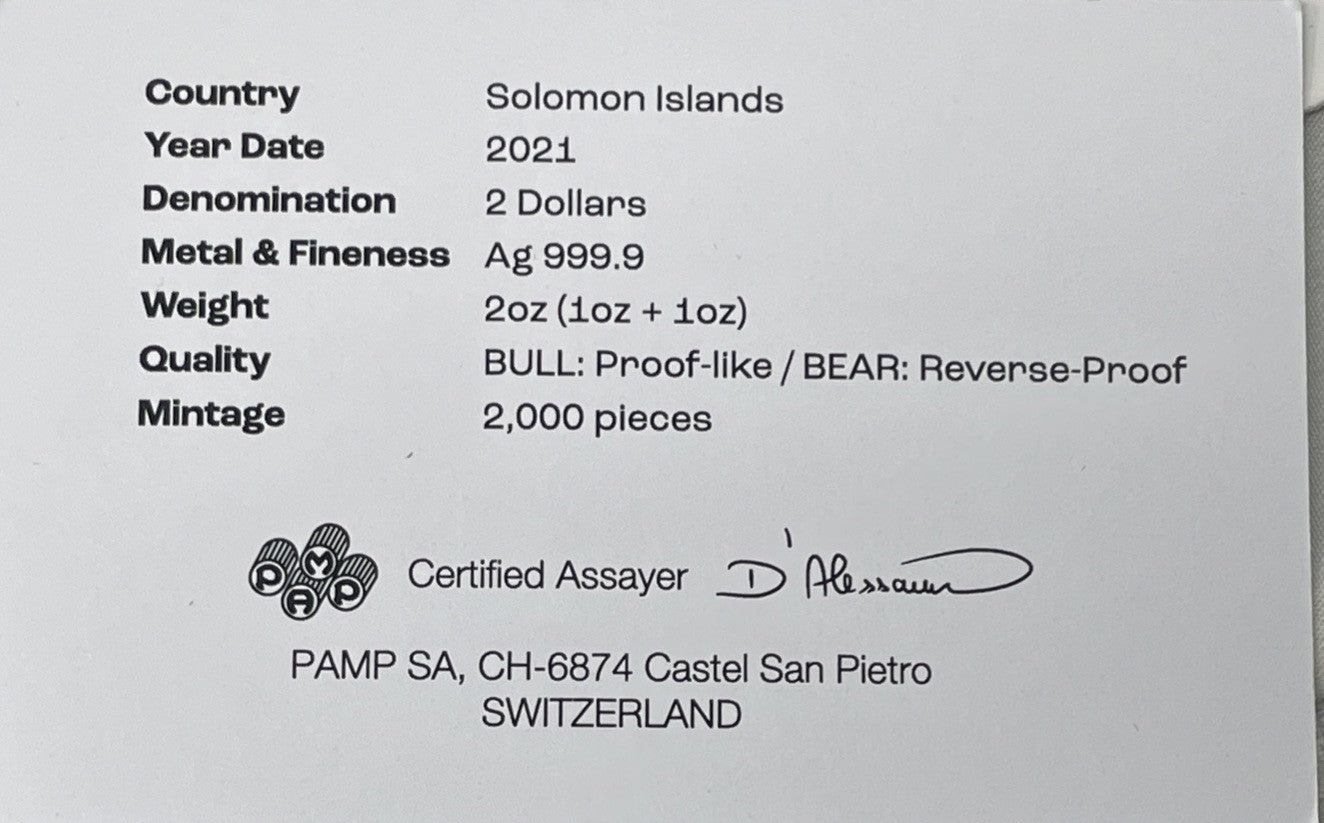 Country Solomon Islands
Year Date 2021
Denomination 2 Dollars
Metal & Fineness Ag 999.9
Weight 2oz (1oz + 1oz)
Quality BULL: Proof-like / BEAR: Reverse-Proof
Mintage 2,000 pieces
PAMP Certified Assayer
PAMP SA, CH-6874 Castel San Pietro
SWITZERLAND